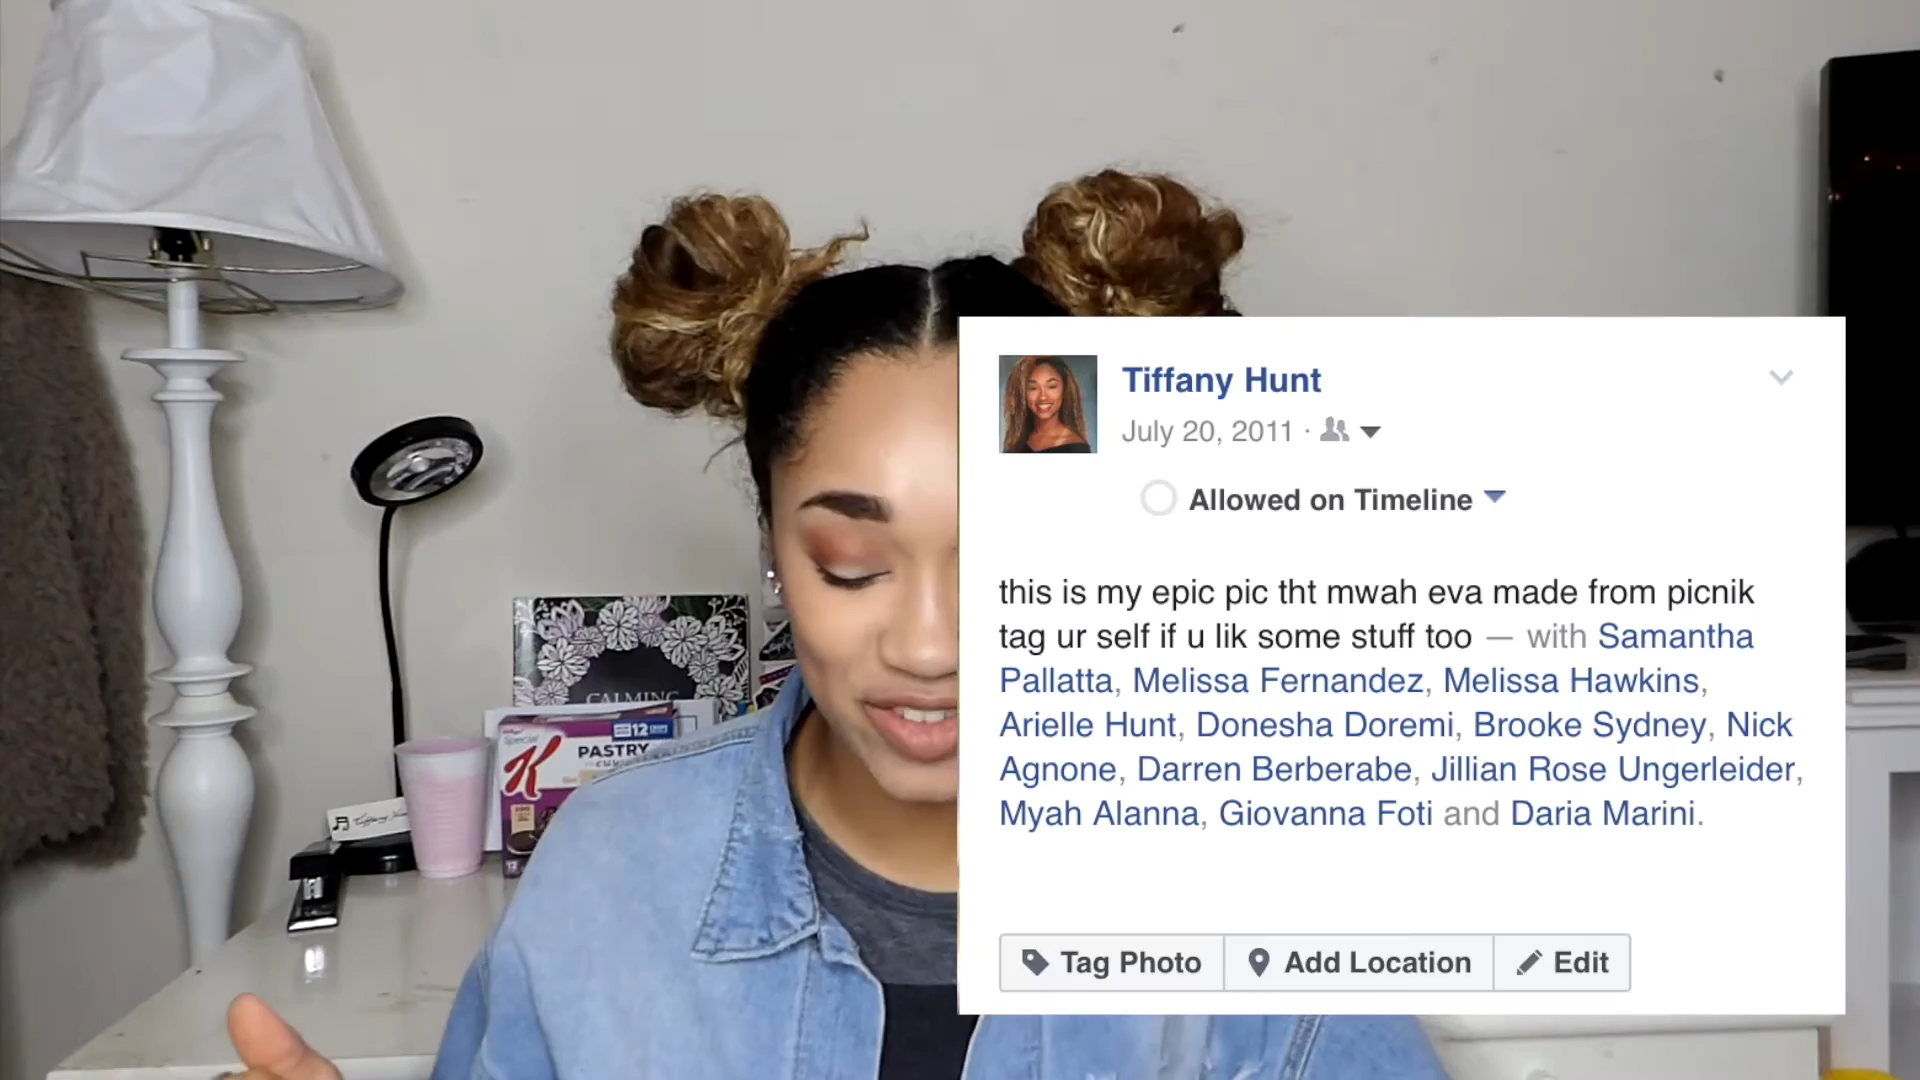 Tiffany Hunt
July 20, 2011
Allowed on Timeline
this is my epic pic tht mwah eva made from picnik
tag ur self if u lik some stuff too — with Samantha
Pallatta, Melissa Fernandez, Melissa Hawkins,
Arielle Hunt, Donesha Doremi, Brooke Sydney, Nick
Agnone, Darren Berberabe, Jillian Rose Ungerleider,
Myah Alanna, Giovanna Foti and Daria Marini.
Tag Photo Add Location Edit
CALMING
12
Special
K
PASTRY